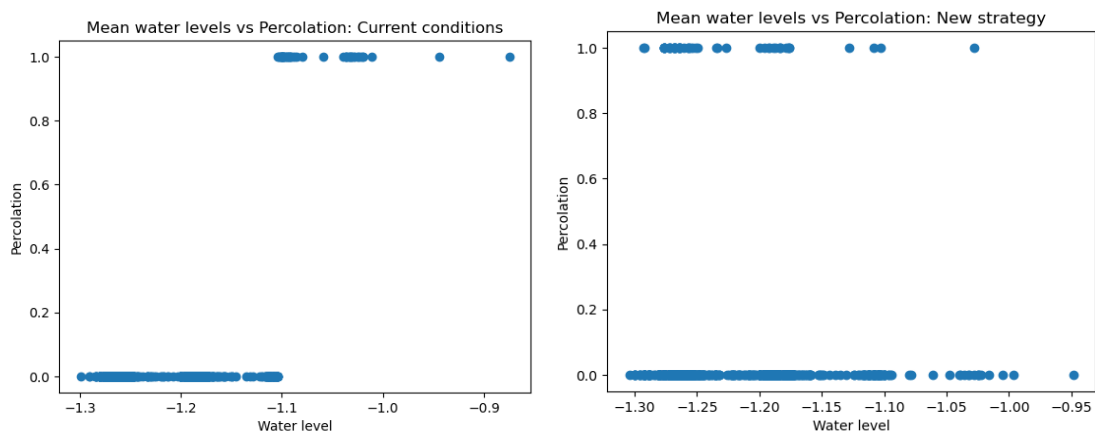 Mean water levels vs Percolation: Current conditions
1.0
0.8
0.6
0.4
0.2
0.0
Percolation
−1.3 −1.2 −1.1 −1.0 −0.9
Water level
Mean water levels vs Percolation: New strategy
1.0
0.8
0.6
0.4
0.2
0.0
Percolation
−1.30 −1.25 −1.20 −1.15 −1.10 −1.05 −1.00 −0.95
Water level